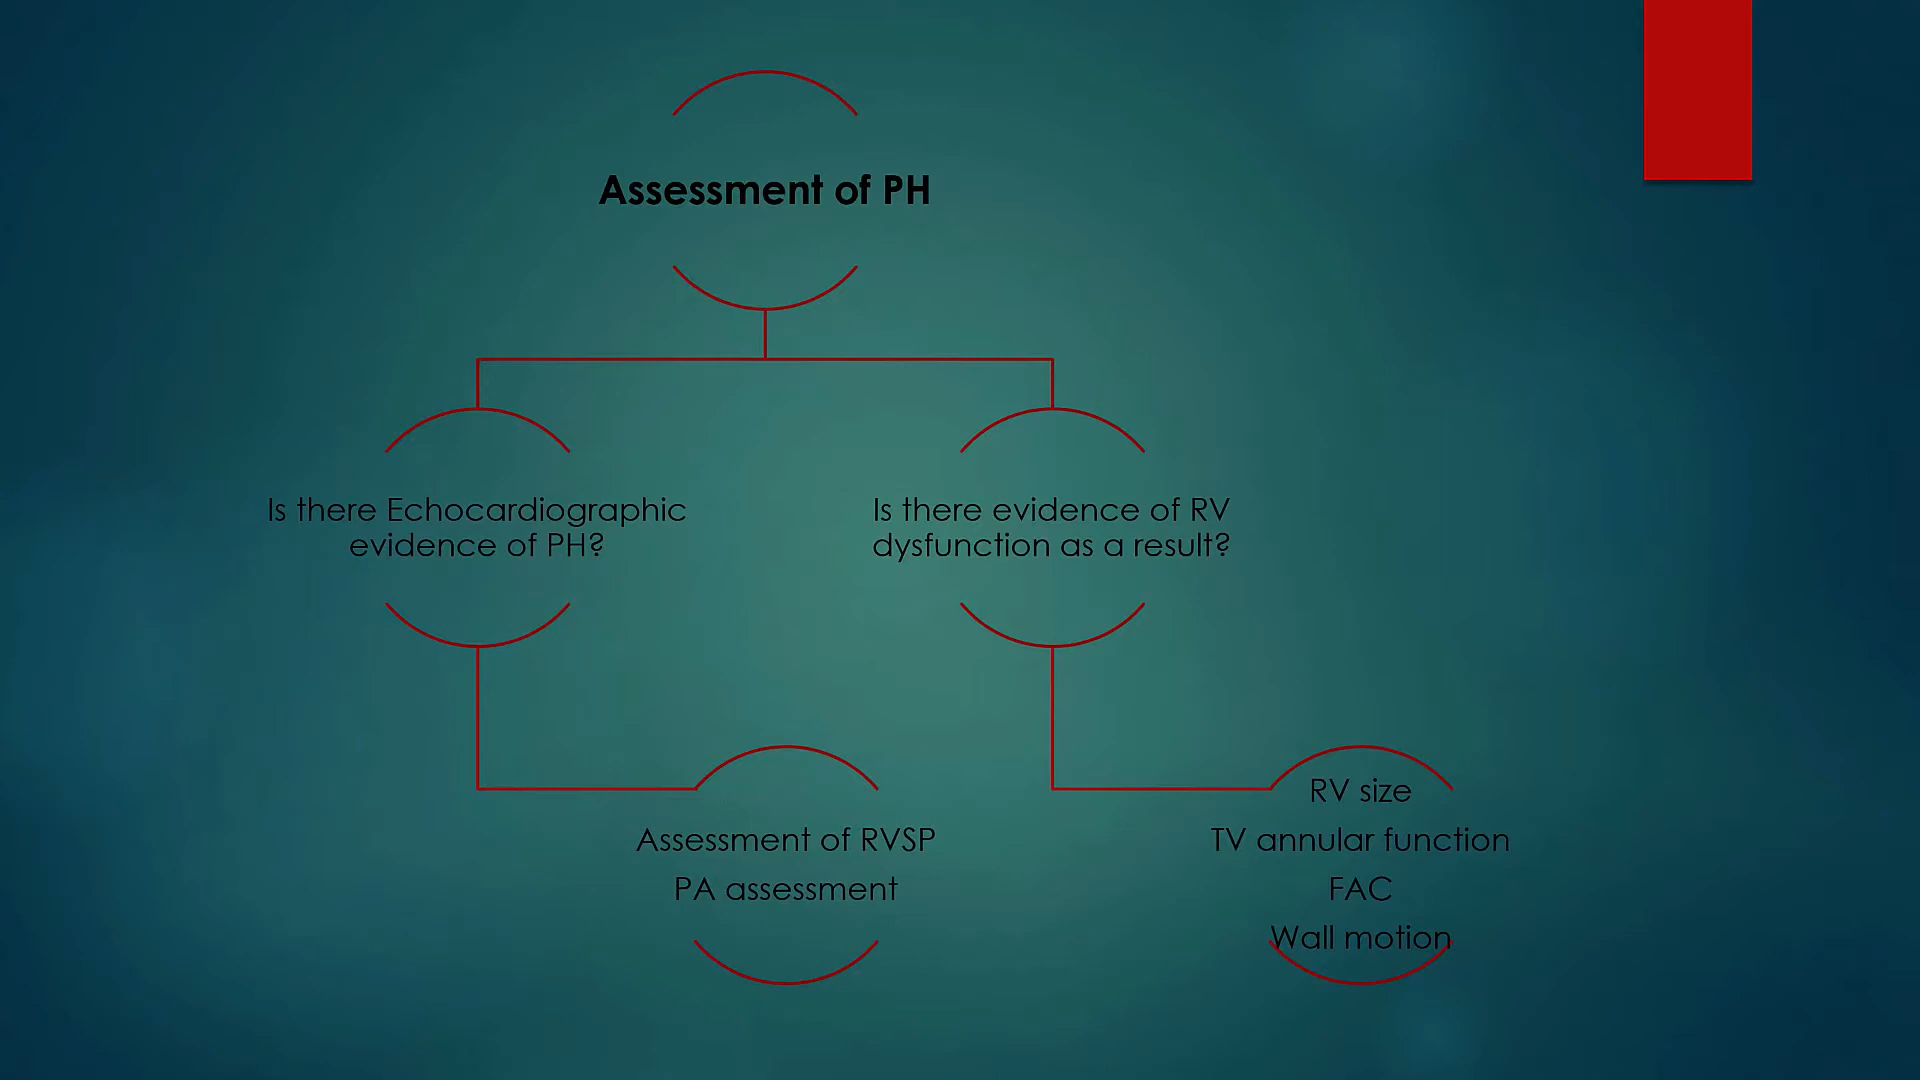 Assessment of PH
Is there Echocardiographic
evidence of PH?
Is there evidence of RV
dysfunction as a result?
Assessment of RVSP
PA assessment
RV size
TV annular function
FAC
Wall motion